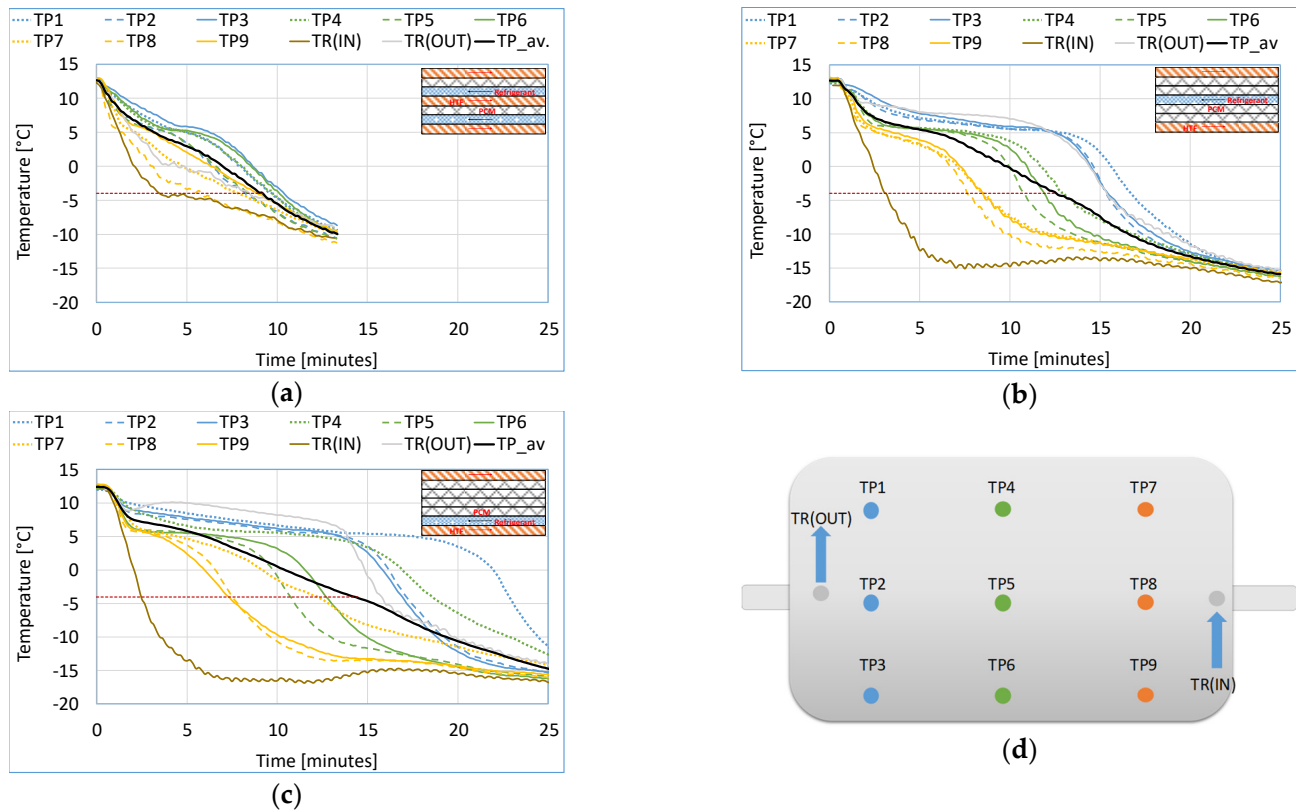 TP1 TP2 TP3 TP4 TP5 TP6
TP7 TP8 TP9 TR(IN) TR(OUT) TP_av.
15
10
5
0
-5
-10
-15
-20
Temperature [°C]
Refrigerant
HTF
PCM
0 5 10 15 20 25
Time [minutes]
(a)
TP1 TP2 TP3 TP4 TP5 TP6
TP7 TP8 TP9 TR(IN) TR(OUT) TP_av
15
10
5
0
-5
-10
-15
-20
Temperature [°C]
Refrigerant
PCM
HTF
0 5 10 15 20 25
Time [minutes]
(b)
TP1 TP2 TP3 TP4 TP5 TP6
TP7 TP8 TP9 TR(IN) TR(OUT) TP_av
15
10
5
0
-5
-10
-15
-20
Temperature [°C]
PCM
Refrigerant
HTF
0 5 10 15 20 25
Time [minutes]
(c)
TP1 TP4 TP7
TR(OUT)
TP2 TP5 TP8
TP3 TP6 TP9
TR(IN)
(d)